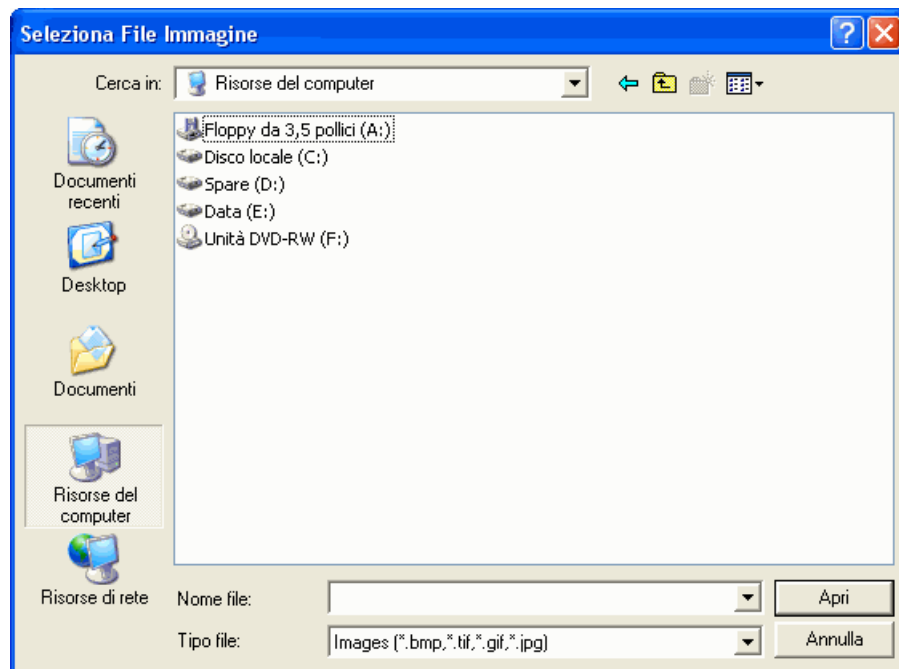 Seleziona File Immagine
Cerca in:
Risorse del computer
Documenti
recenti
Desktop
Documenti
Risorse del
computer
Risorse di rete
Floppy da 3,5 pollici (A:)
Disco locale (C:)
Spare (D:)
Data (E:)
Unità DVD-RW (F:)
Nome file:
Apri
Tipo file:
Images (*.bmp,*.tif,*.gif,*.jpg)
Annulla